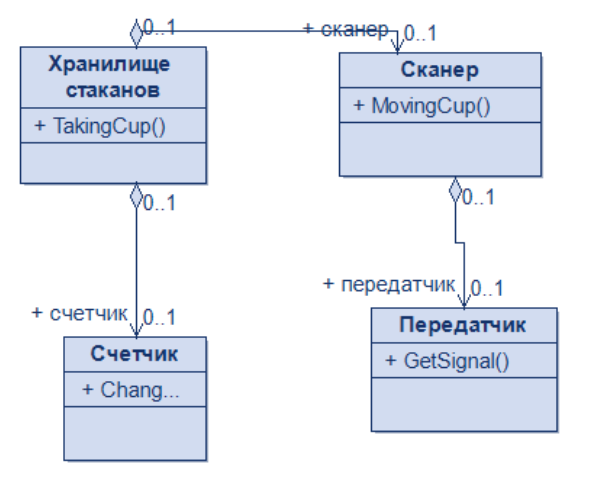 0..1
+ сканер
0..1
Хранилище
стаканов
+ TakingCup()
Сканер
+ MovingCup()
0..1
0..1
+ счетчик
0..1
+ передатчик
0..1
Счетчик
+ Chang...
Передатчик
+ GetSignal()